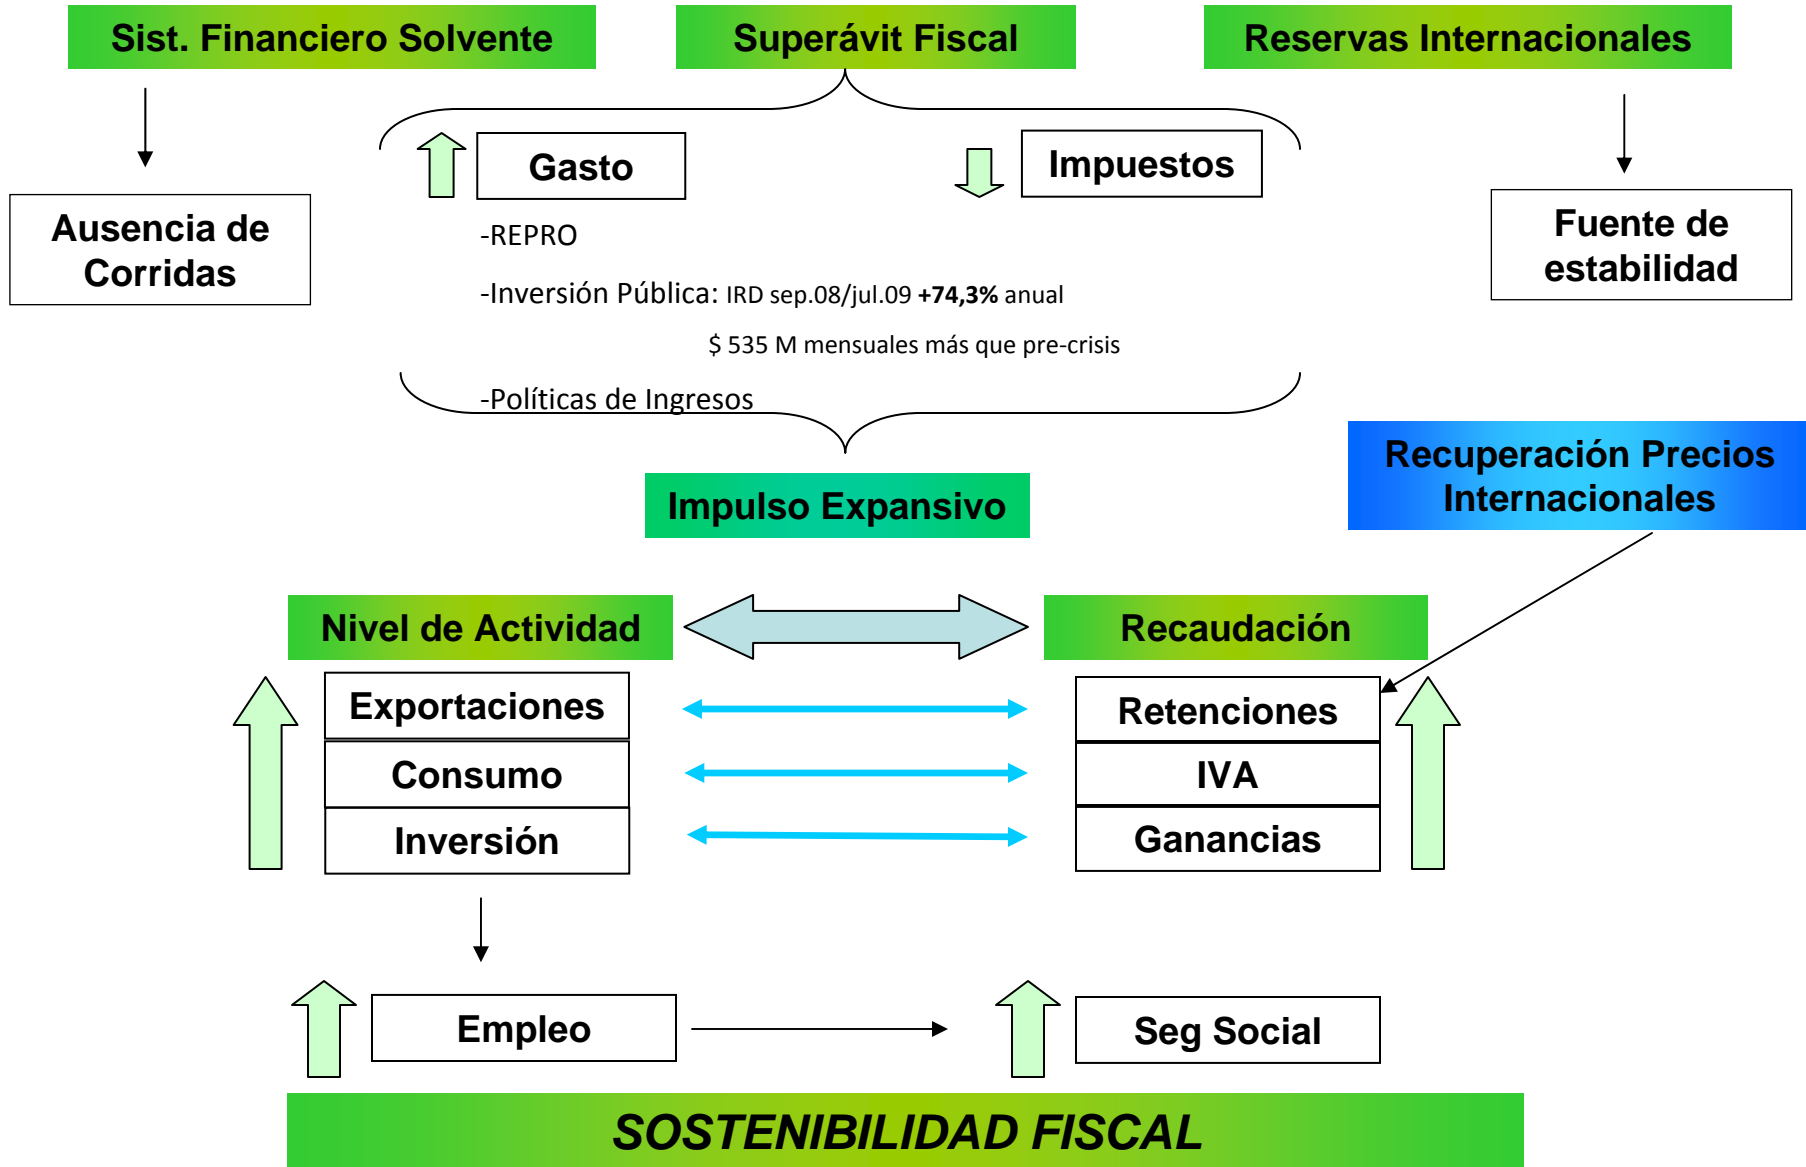 Sist. Financiero Solvente
Superávit Fiscal
Reservas Internacionales
Gasto
Impuestos
Ausencia de
Corridas
-REPRO
-Inversión Pública: IRD sep.08/jul.09 +74,3% anual
$ 535 M mensuales más que pre-crisis
-Políticas de Ingresos
Fuente de
estabilidad
Recuperación Precios
Internacionales
Impulso Expansivo
Nivel de Actividad
Recaudación
Exportaciones
Retenciones
Consumo
IVA
Inversión
Ganancias
Empleo
Seg Social
SOSTENIBILIDAD FISCAL